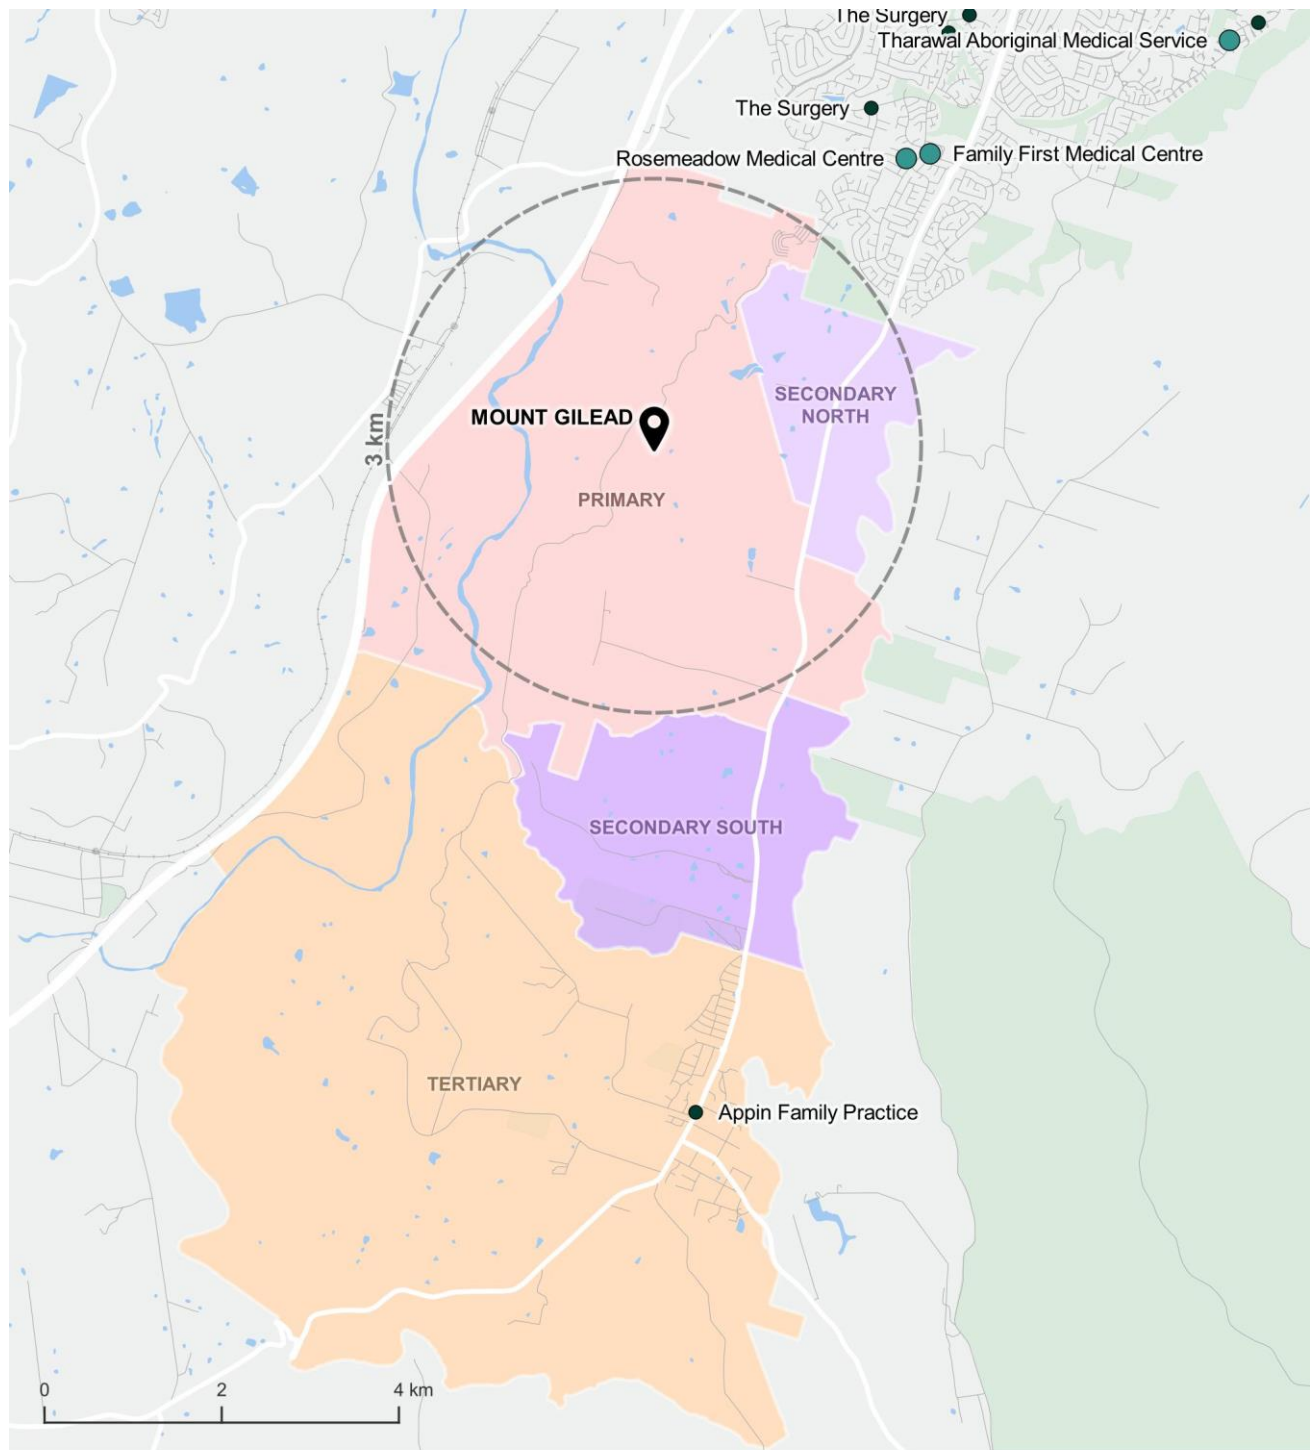 The Surgery
Tharawal Aboriginal Medical Service
The Surgery
Rosemeadow Medical Centre
Family First Medical Centre
3 km
MOUNT GILEAD
SECONDARY
NORTH
PRIMARY
SECONDARY SOUTH
TERTIARY
Appin Family Practice
0 2 4 km